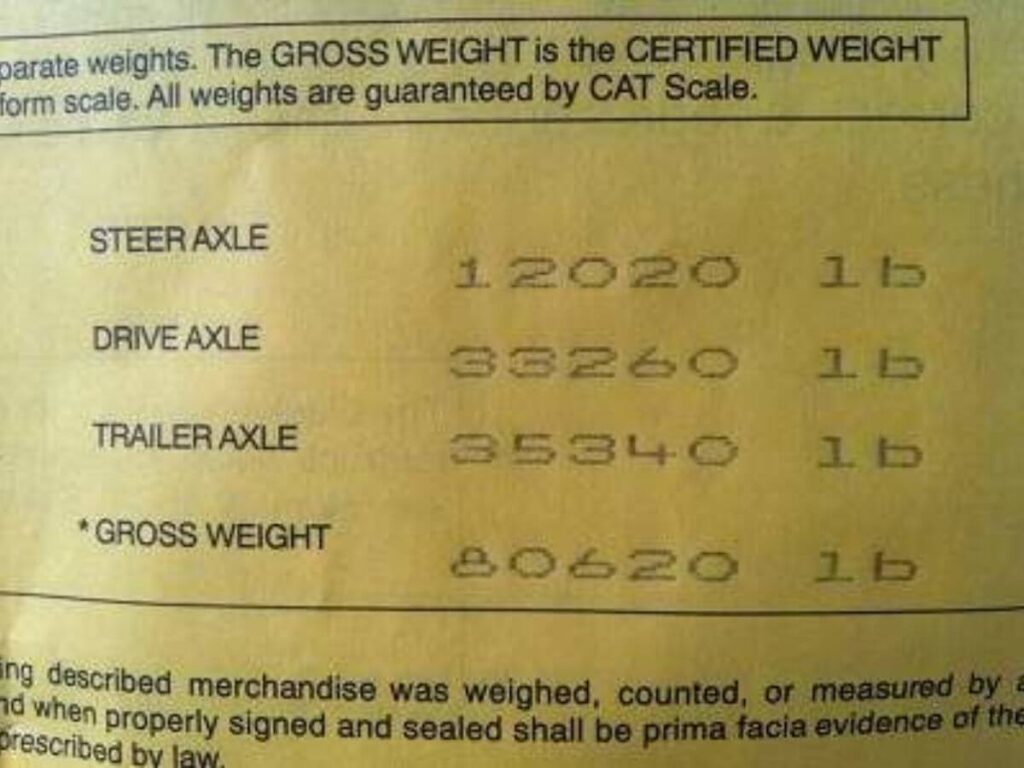 parate weights. The GROSS WEIGHT is the CERTIFIED WEIGHT
form scale. All weights are guaranteed by CAT Scale.
STEER AXLE 12020 lb
DRIVE AXLE 33260 lb
TRAILER AXLE 35340 lb
* GROSS WEIGHT 80620 lb
ing described merchandise was weighed, counted, or measured by a
nd when properly signed and sealed shall be prima facia evidence of the
prescribed by law.